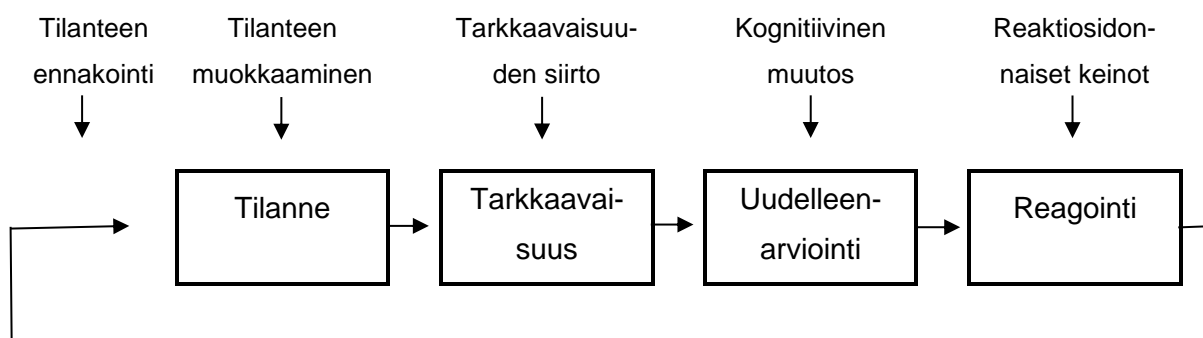 Tilanteen
ennakointi
Tilanteen
muokkaaminen
Tarkkaavaisuu-
den siirto
Kognitiivinen
muutos
Reaktiosidon-
naiset keinot
Tilanne
Tarkkaavai-
suus
Uudelleen-
arviointi
Reagointi